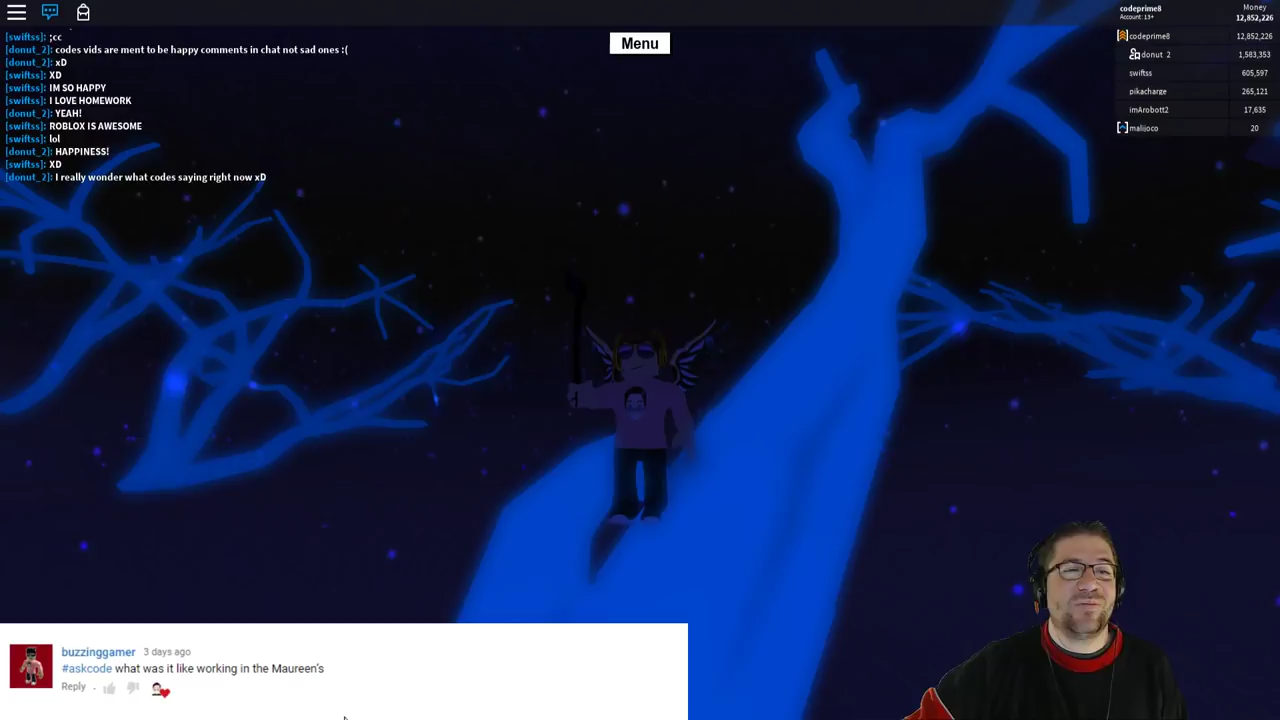 [swiftss]: ;cc
[donut_2]: codes vids are ment to be happy comments in chat not sad ones :(
[donut_2]: xD
[swiftss]: XD
[swiftss]: IM SO HAPPY
[swiftss]: I LOVE HOMEWORK
[donut_2]: YEAH!
[swiftss]: ROBLOX IS AWESOME
[swiftss]: lol
[donut_2]: HAPPINESS!
[swiftss]: XD
[donut_2]: I really wonder what codes saying right now xD
Menu
codeprime8 Money
Account: 13+ 12,852,226
codeprime8 12,852,226
donut_2 1,583,353
swiftss 605,597
pikacharge 265,121
imArobott2 17,635
malijoco 20
buzzinggamer 3 days ago
#askcode what was it like working in the Maureen's
Reply